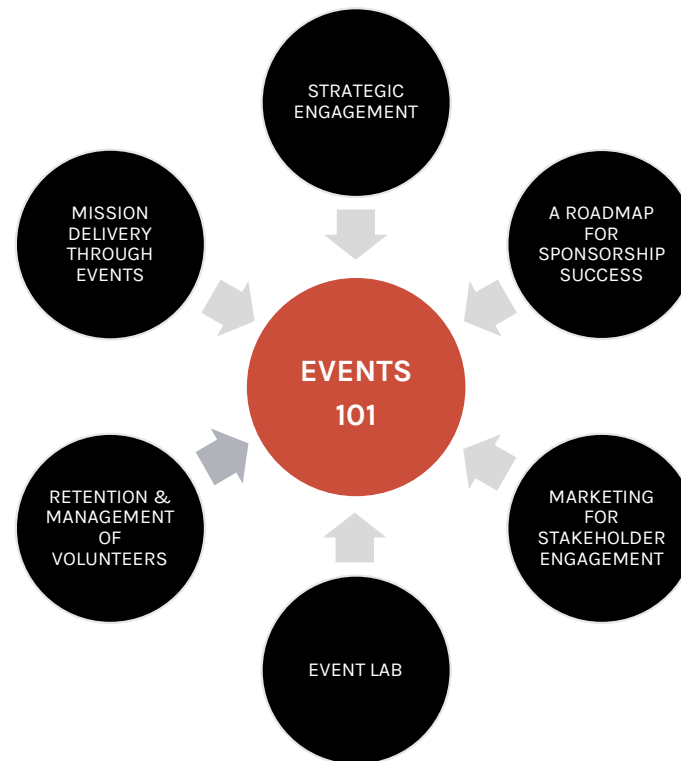 STRATEGIC
ENGAGEMENT
MISSION
DELIVERY
THROUGH
EVENTS
A ROADMAP
FOR
SPONSORSHIP
SUCCESS
EVENTS
101
RETENTION &
MANAGEMENT
OF
VOLUNTEERS
MARKETING
FOR
STAKEHOLDER
ENGAGEMENT
EVENT LAB